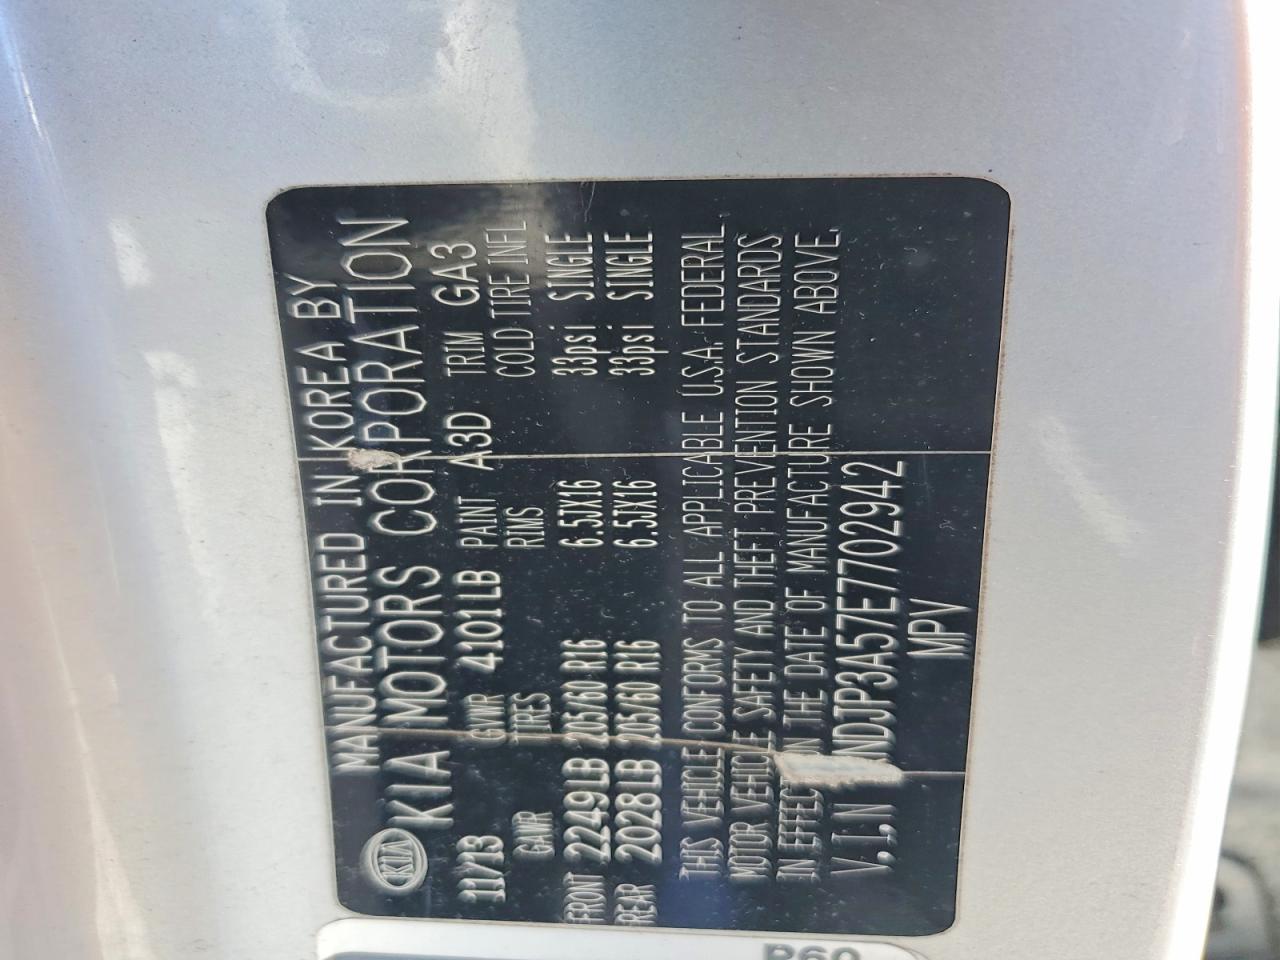 MANUFACTURED IN KOREA BY
KIA KIA MOTORS CORPORATION
11/13 GVWR 4101LB PAINT A3D TRIM GA3
GAWR TIRES RIMS COLD TIRE INFL
FRONT 2249LB 205/60 R16 6.5JX16 33psi SINGLE
REAR 2028LB 205/60 R16 6.5JX16 33psi SINGLE
THIS VEHICLE CONFORMS TO ALL APPLICABLE U.S.A. FEDERAL
MOTOR VEHICLE SAFETY AND THEFT PREVENTION STANDARDS
IN EFFECT ON THE DATE OF MANUFACTURE SHOWN ABOVE.
V.I.N KNDJP3A57E7702942
MPV